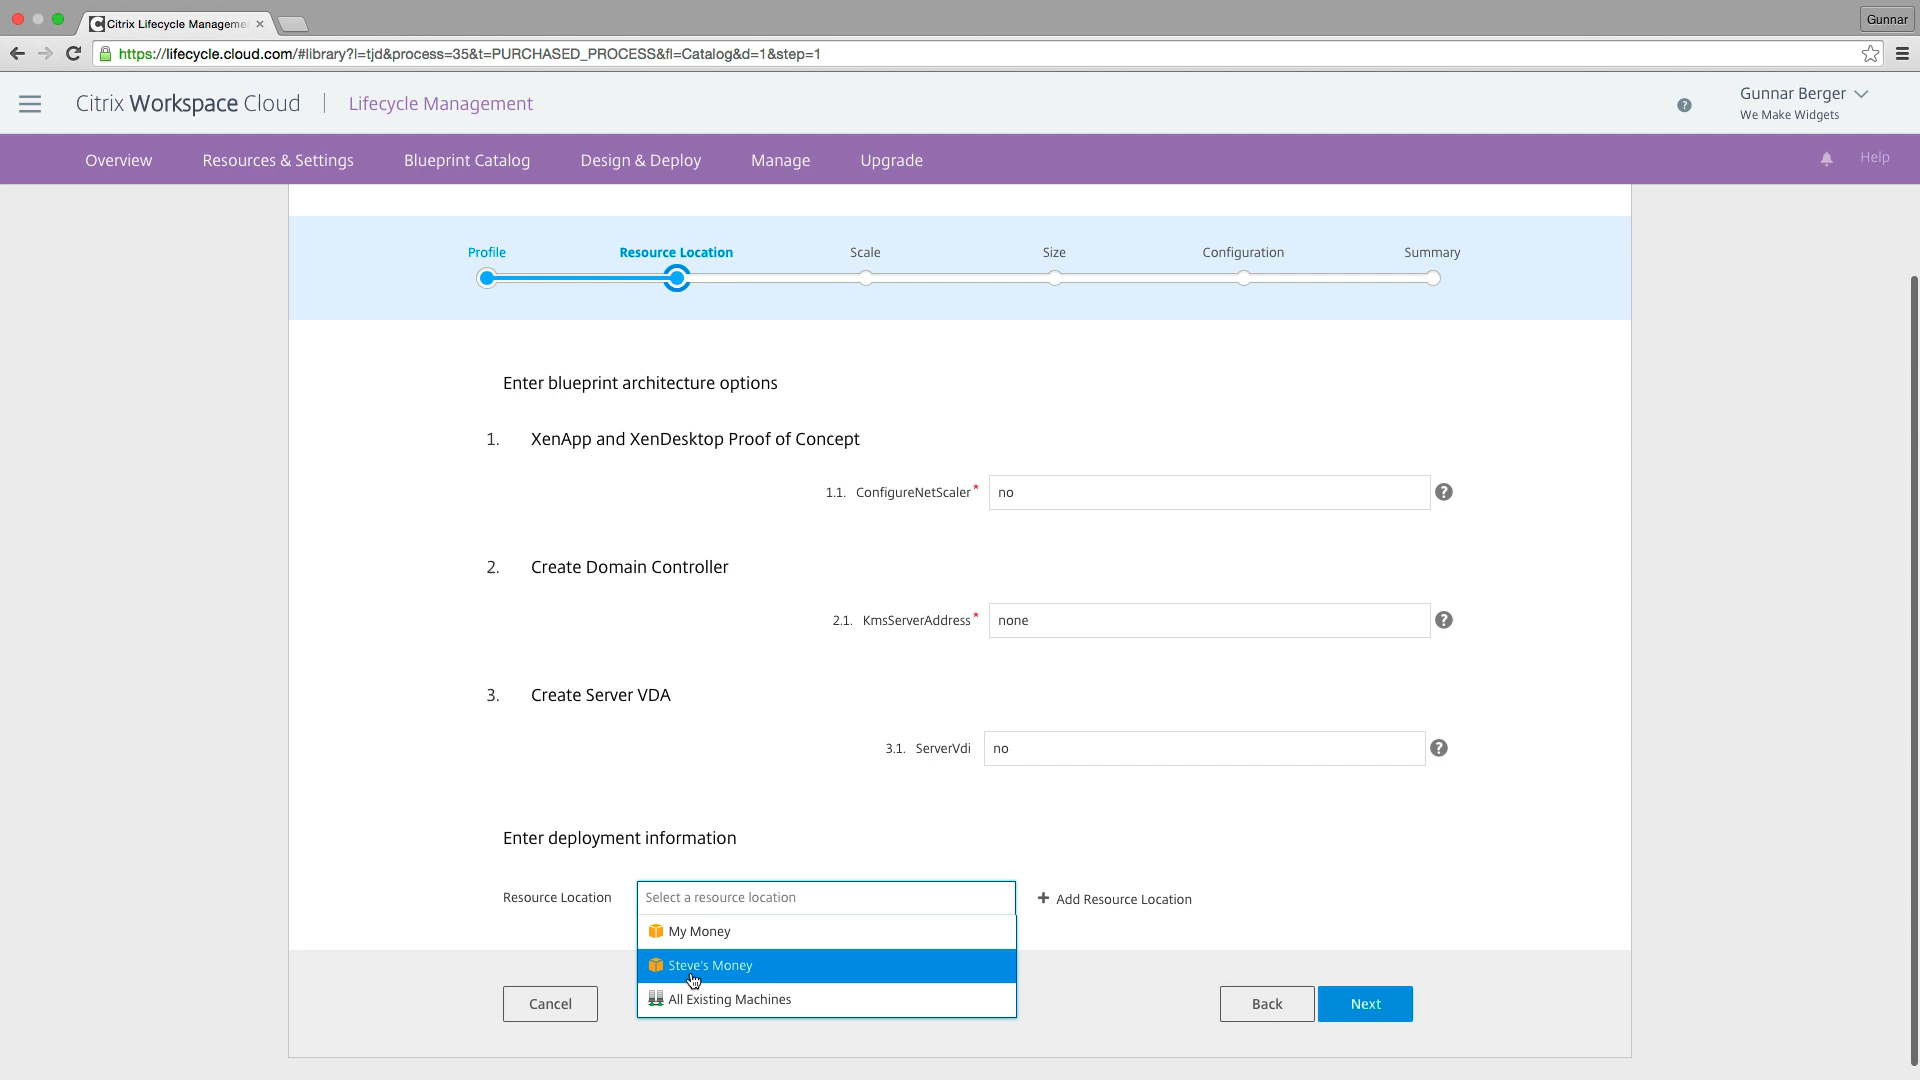 Citrix Lifecycle Manageme
Gunnar
https://lifecycle.cloud.com/#library?l=tjd&process=35&t=PURCHASED_PROCESS&fl=Catalog&d=1&step=1
Citrix Workspace Cloud | Lifecycle Management
?
Gunnar Berger
We Make Widgets
Overview Resources & Settings Blueprint Catalog Design & Deploy Manage Upgrade Help
Profile Resource Location Scale Size Configuration Summary
Enter blueprint architecture options
1. XenApp and XenDesktop Proof of Concept
1.1. ConfigureNetScaler* no ?
2. Create Domain Controller
2.1. KmsServerAddress* none ?
3. Create Server VDA
3.1. ServerVdi no ?
Enter deployment information
Resource Location Select a resource location + Add Resource Location
My Money
Steve's Money
All Existing Machines
Cancel Back Next